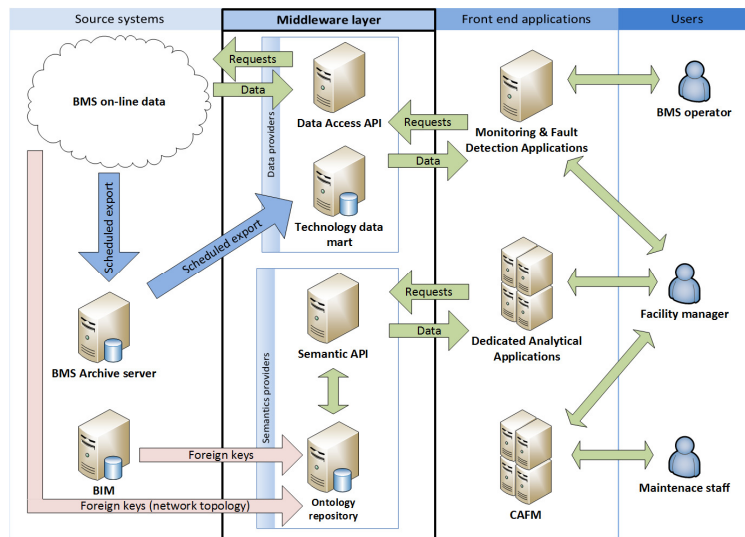 Source systems
Middleware layer
Front end applications
Users
Requests
BMS on-line data
Data
Data Access API
Requests
Monitoring & Fault
Detection Applications
BMS operator
Data providers
Data
Scheduled export
Scheduled export
Technology data
mart
Requests
Data
Semantic API
Dedicated Analytical
Applications
Facility manager
BMS Archive server
Semantics providers
Foreign keys
BIM
Foreign keys (network topology)
Ontology
repository
CAFM
Maintenace staff